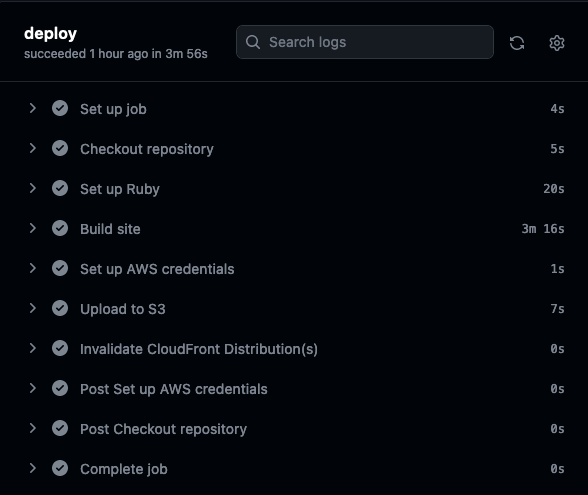 deploy
succeeded 1 hour ago in 3m 56s
Search logs
Set up job 4s
Checkout repository 5s
Set up Ruby 20s
Build site 3m 16s
Set up AWS credentials 1s
Upload to S3 7s
Invalidate CloudFront Distribution(s) 0s
Post Set up AWS credentials 0s
Post Checkout repository 0s
Complete job 0s